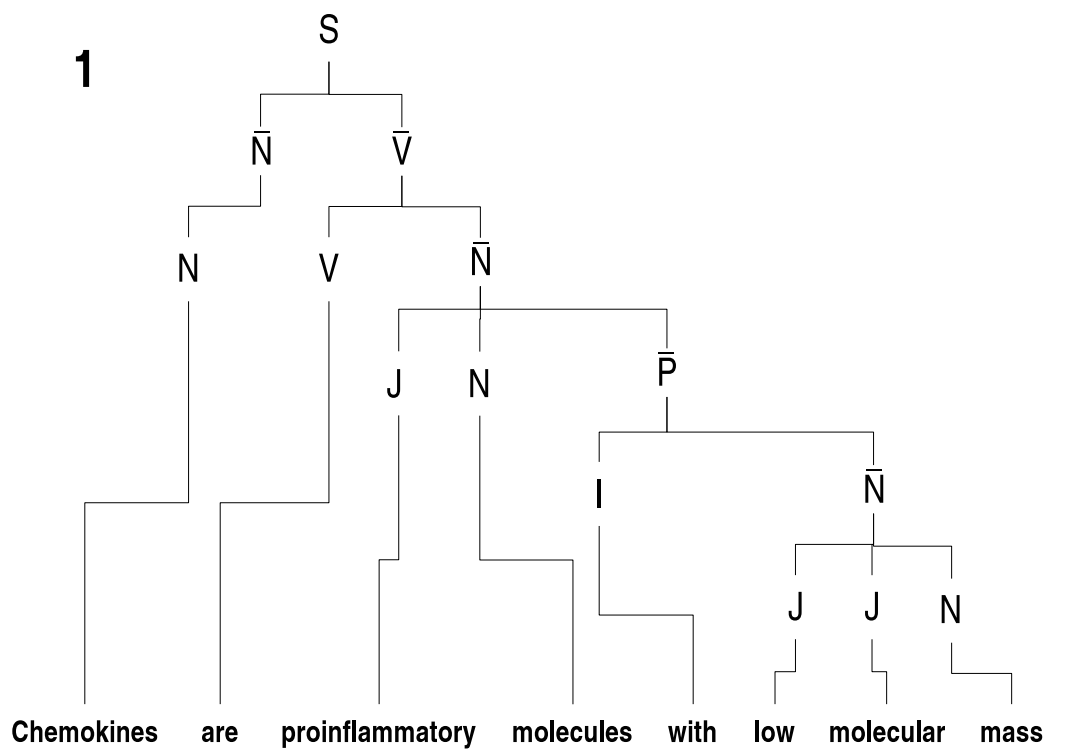 S
1
N̅ V̅
N V N̅
J N P̅
I N̅
J J N
Chemokines are proinflammatory molecules with low molecular mass